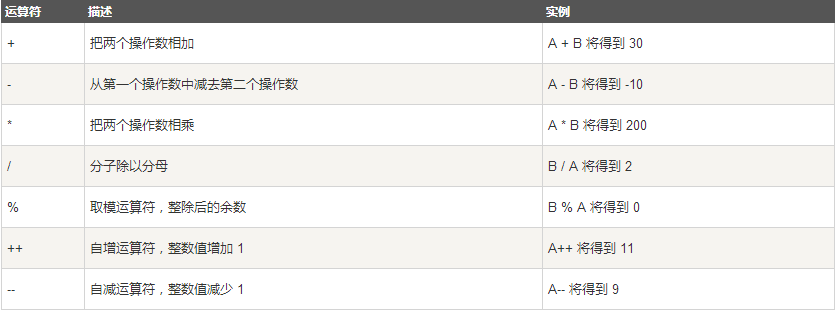 运算符 描述 实例
+ 把两个操作数相加 A + B 将得到 30
- 从第一个操作数中减去第二个操作数 A - B 将得到 -10
* 把两个操作数相乘 A * B 将得到 200
/ 分子除以分母 B / A 将得到 2
% 取模运算符，整除后的余数 B % A 将得到 0
++ 自增运算符，整数值增加 1 A++ 将得到 11
-- 自减运算符，整数值减少 1 A-- 将得到 9